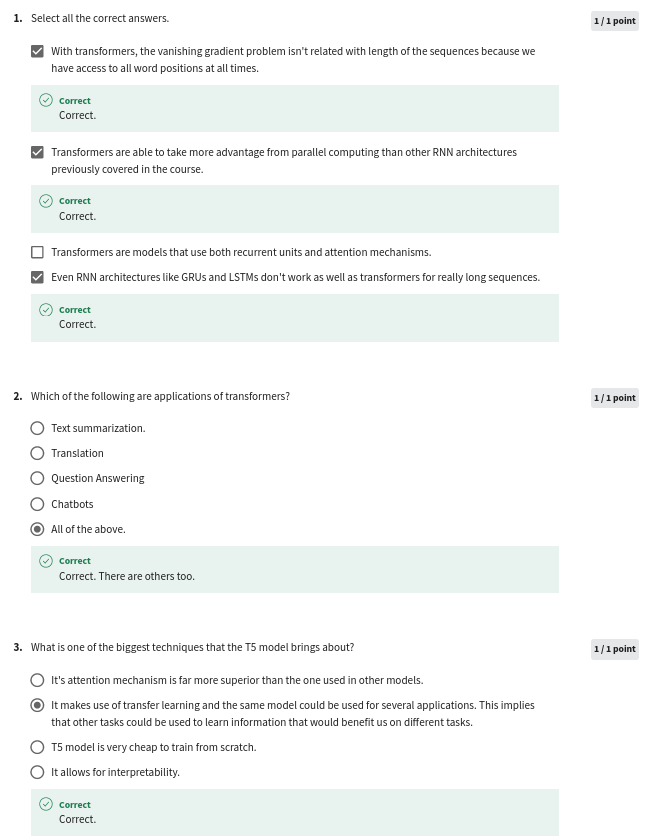 1. Select all the correct answers.
1 / 1 point
With transformers, the vanishing gradient problem isn't related with length of the sequences because we
have access to all word positions at all times.
Correct
Correct.
Transformers are able to take more advantage from parallel computing than other RNN architectures
previously covered in the course.
Correct
Correct.
Transformers are models that use both recurrent units and attention mechanisms.
Even RNN architectures like GRUs and LSTMs don't work as well as transformers for really long sequences.
Correct
Correct.
2. Which of the following are applications of transformers?
1 / 1 point
Text summarization.
Translation
Question Answering
Chatbots
All of the above.
Correct
Correct. There are others too.
3. What is one of the biggest techniques that the T5 model brings about?
1 / 1 point
It's attention mechanism is far more superior than the one used in other models.
It makes use of transfer learning and the same model could be used for several applications. This implies
that other tasks could be used to learn information that would benefit us on different tasks.
T5 model is very cheap to train from scratch.
It allows for interpretability.
Correct
Correct.